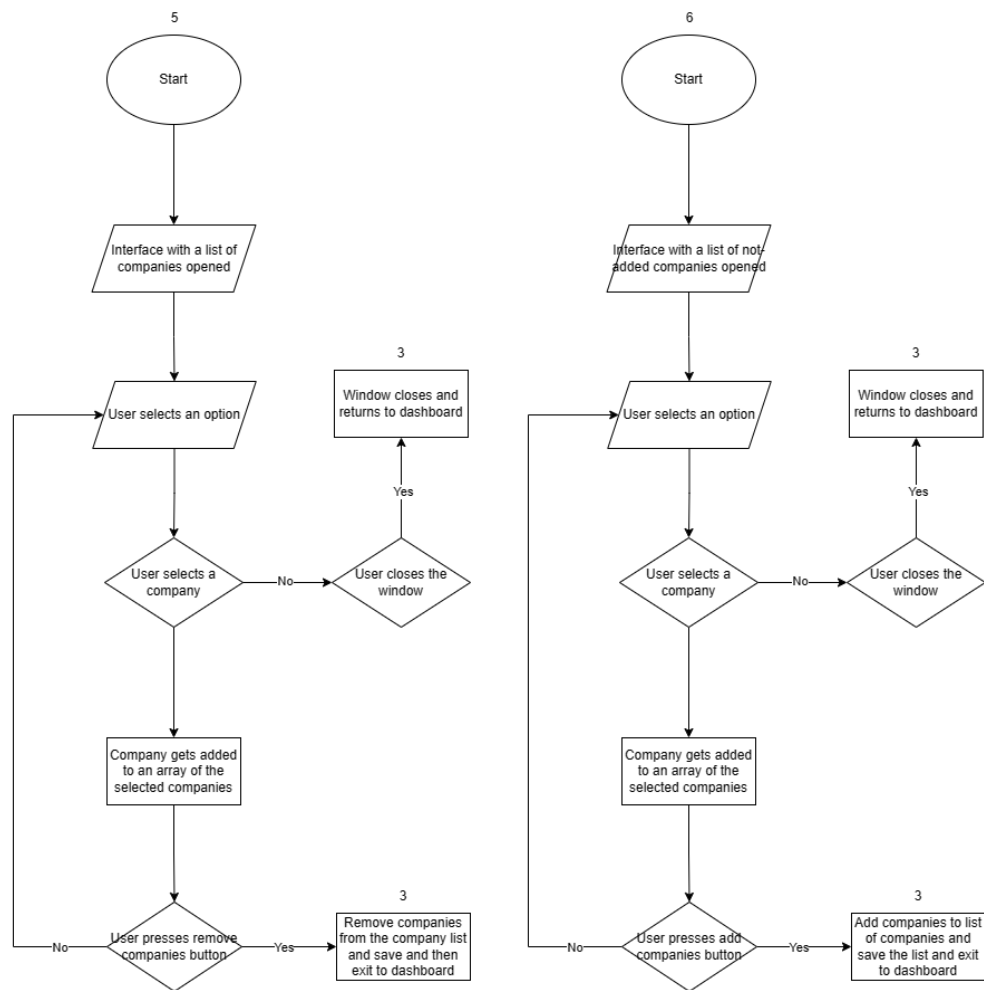 5
Start
Interface with a list of
companies opened
User selects an option
3
Window closes and
returns to dashboard
Yes
User selects a
company
No
User closes the
window
Company gets added
to an array of the
selected companies
User presses remove
companies button
No
Yes
3
Remove companies
from the company list
and save and then
exit to dashboard
6
Start
Interface with a list of not-
added companies opened
User selects an option
3
Window closes and
returns to dashboard
Yes
User selects a
company
No
User closes the
window
Company gets added
to an array of the
selected companies
User presses add
companies button
No
Yes
3
Add companies to list
of companies and
save the list and exit
to dashboard